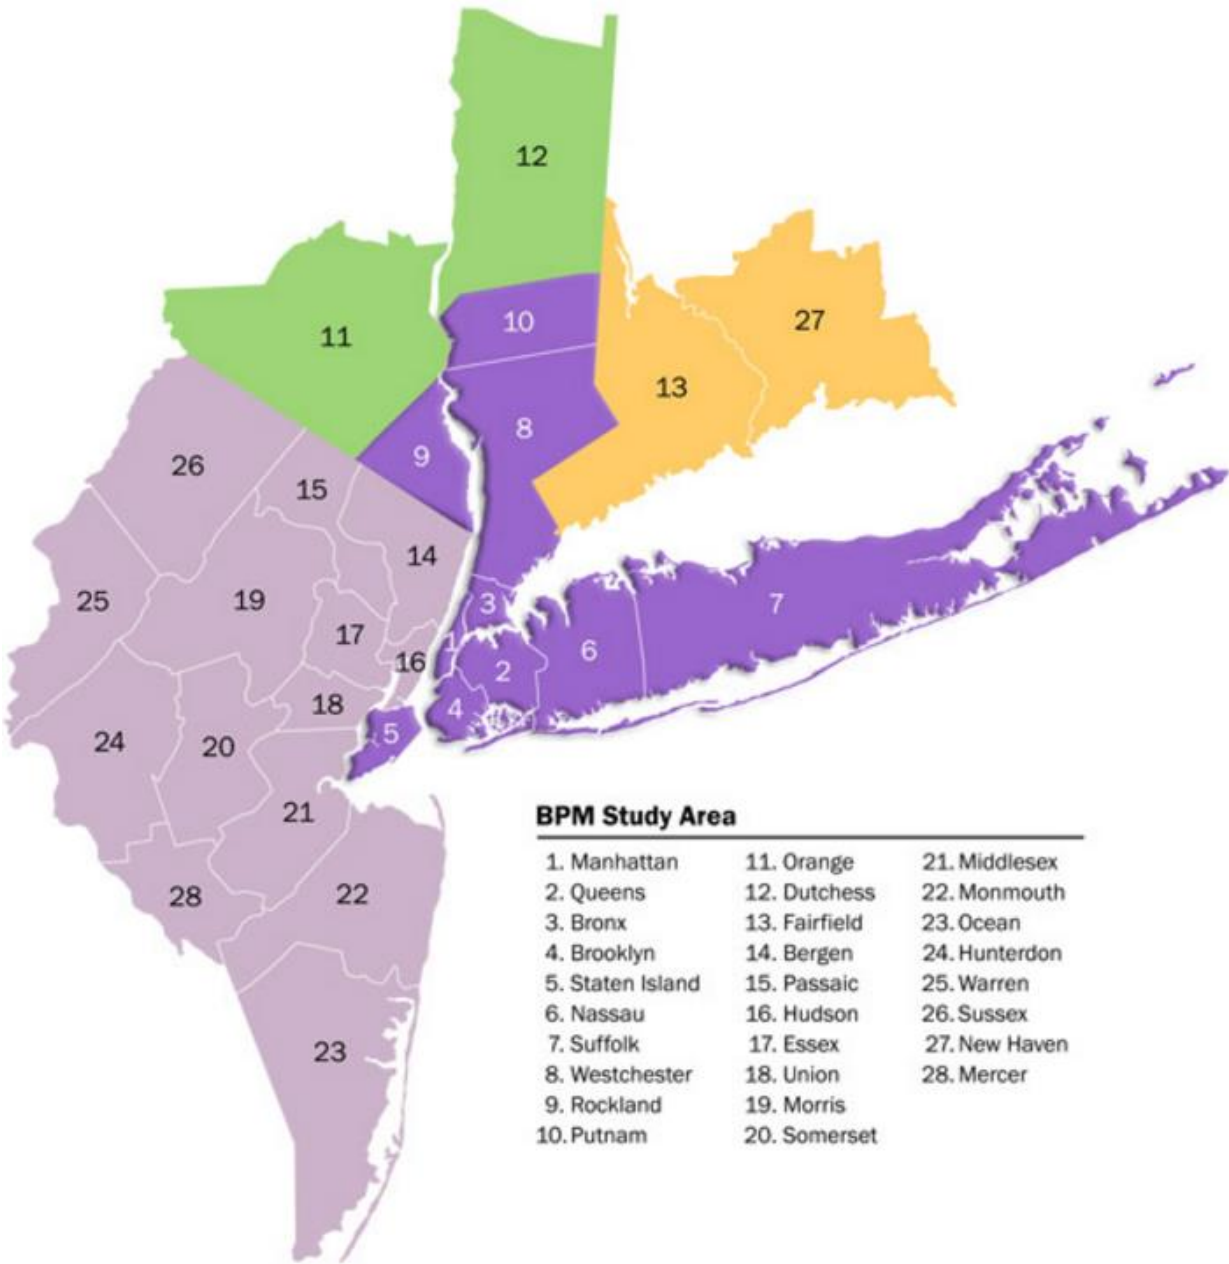 12
11
10
27
13
8
9
26
15
14
25
19
3
7
17
1
6
16
2
18
4
5
24
20
21
28
22
23
BPM Study Area
1. Manhattan 11. Orange 21. Middlesex
2. Queens 12. Dutchess 22. Monmouth
3. Bronx 13. Fairfield 23. Ocean
4. Brooklyn 14. Bergen 24. Hunterdon
5. Staten Island 15. Passaic 25. Warren
6. Nassau 16. Hudson 26. Sussex
7. Suffolk 17. Essex 27. New Haven
8. Westchester 18. Union 28. Mercer
9. Rockland 19. Morris
10. Putnam 20. Somerset